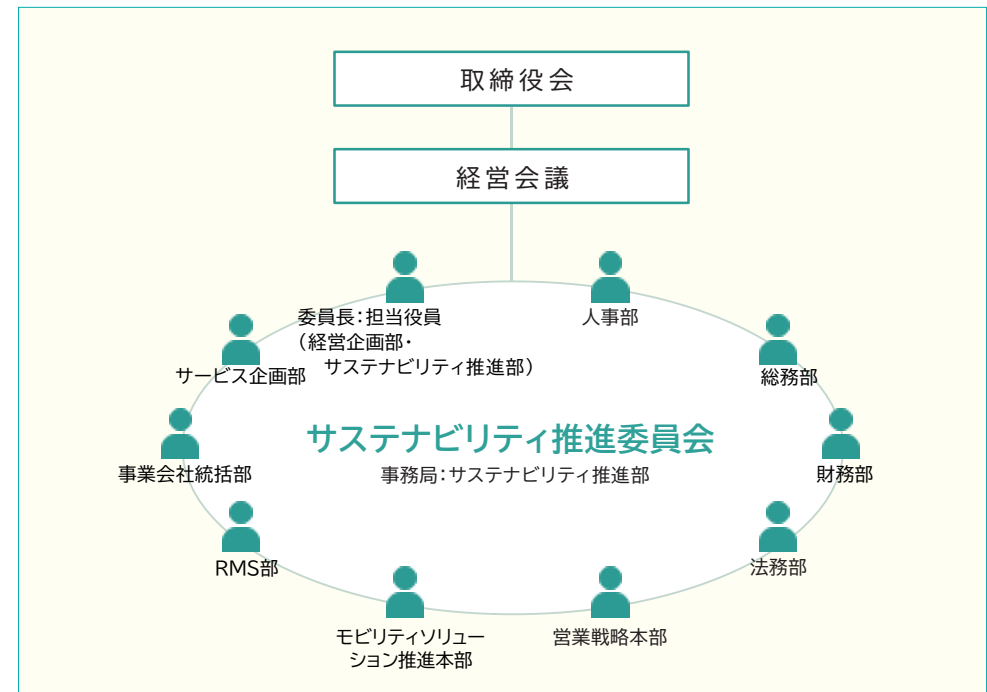 取締役会
経営会議
委員長：担当役員
（経営企画部・
サステナビリティ推進部）
人事部
サービス企画部
総務部
サステナビリティ推進委員会
事務局：サステナビリティ推進部
事業会社統括部
財務部
RMS部
法務部
モビリティソリュー
ション推進本部
営業戦略本部